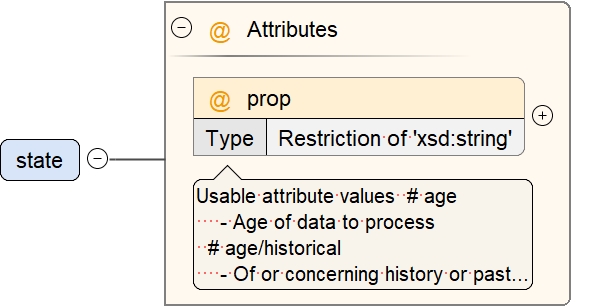 @ Attributes
@ prop
Type Restriction of 'xsd:string'
state
Usable attribute values # age
- Age of data to process
# age/historical
- Of or concerning history or past...